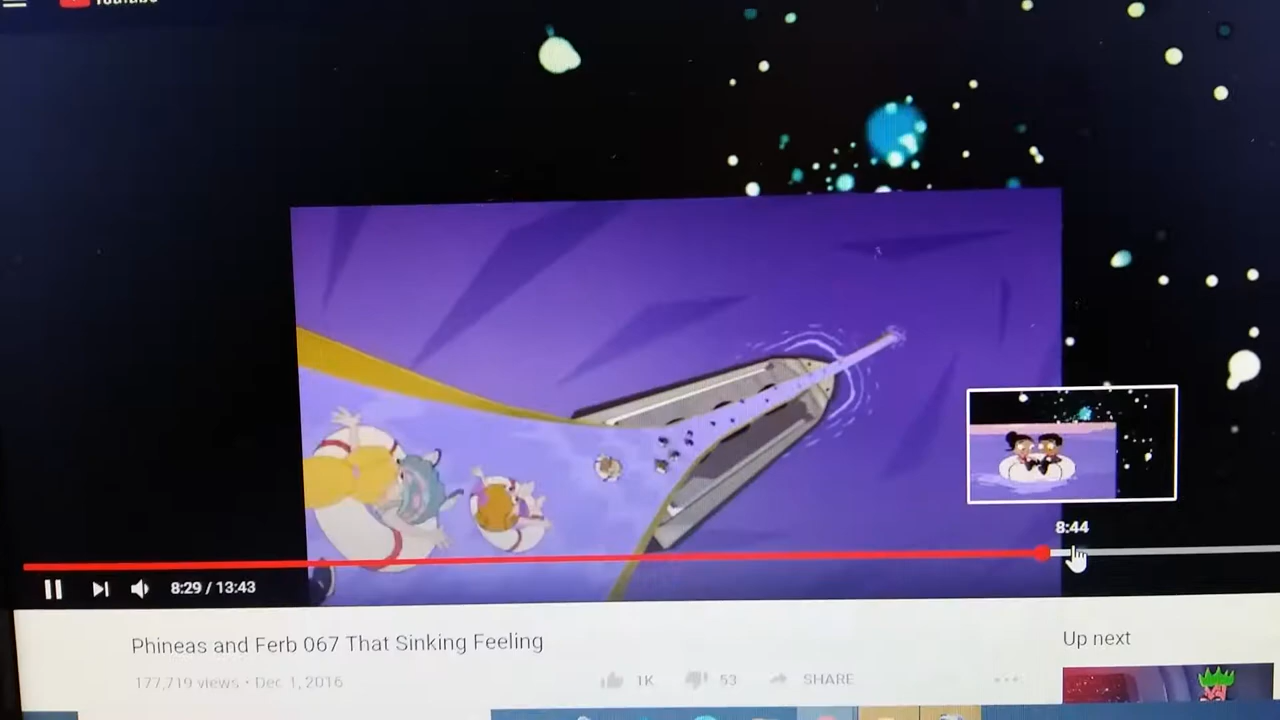 YouTube
8:44
8:29 / 13:43
Phineas and Ferb 067 That Sinking Feeling
Up next
177,719 views · Dec 1, 2016
1K
53
SHARE